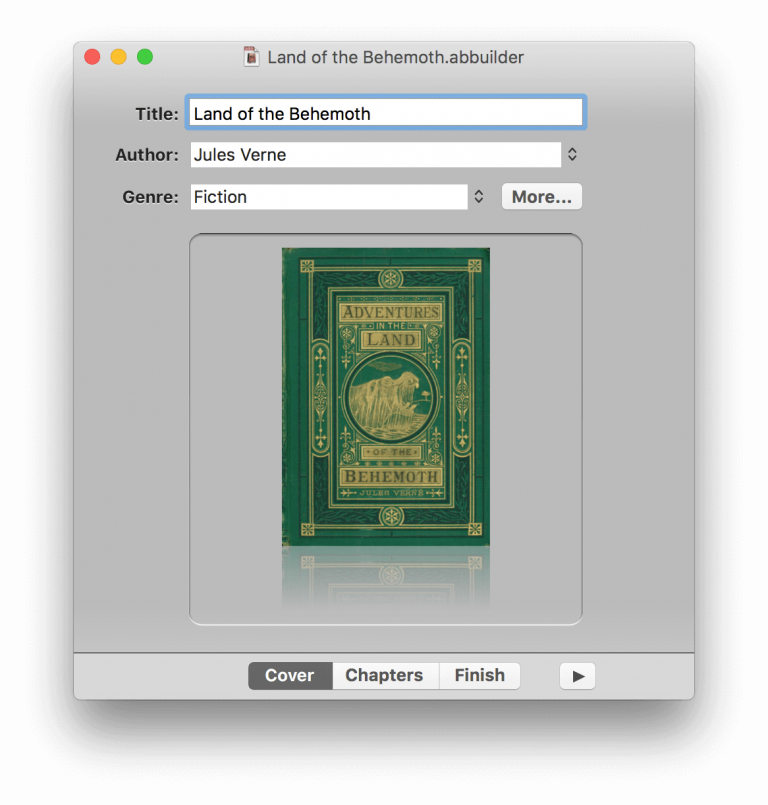 Land of the Behemoth.abbuilder
Title: Land of the Behemoth
Author: Jules Verne
Genre: Fiction More...
ADVENTURES
IN THE
LAND
OF THE
BEHEMOTH
JULES VERNE
Cover Chapters Finish